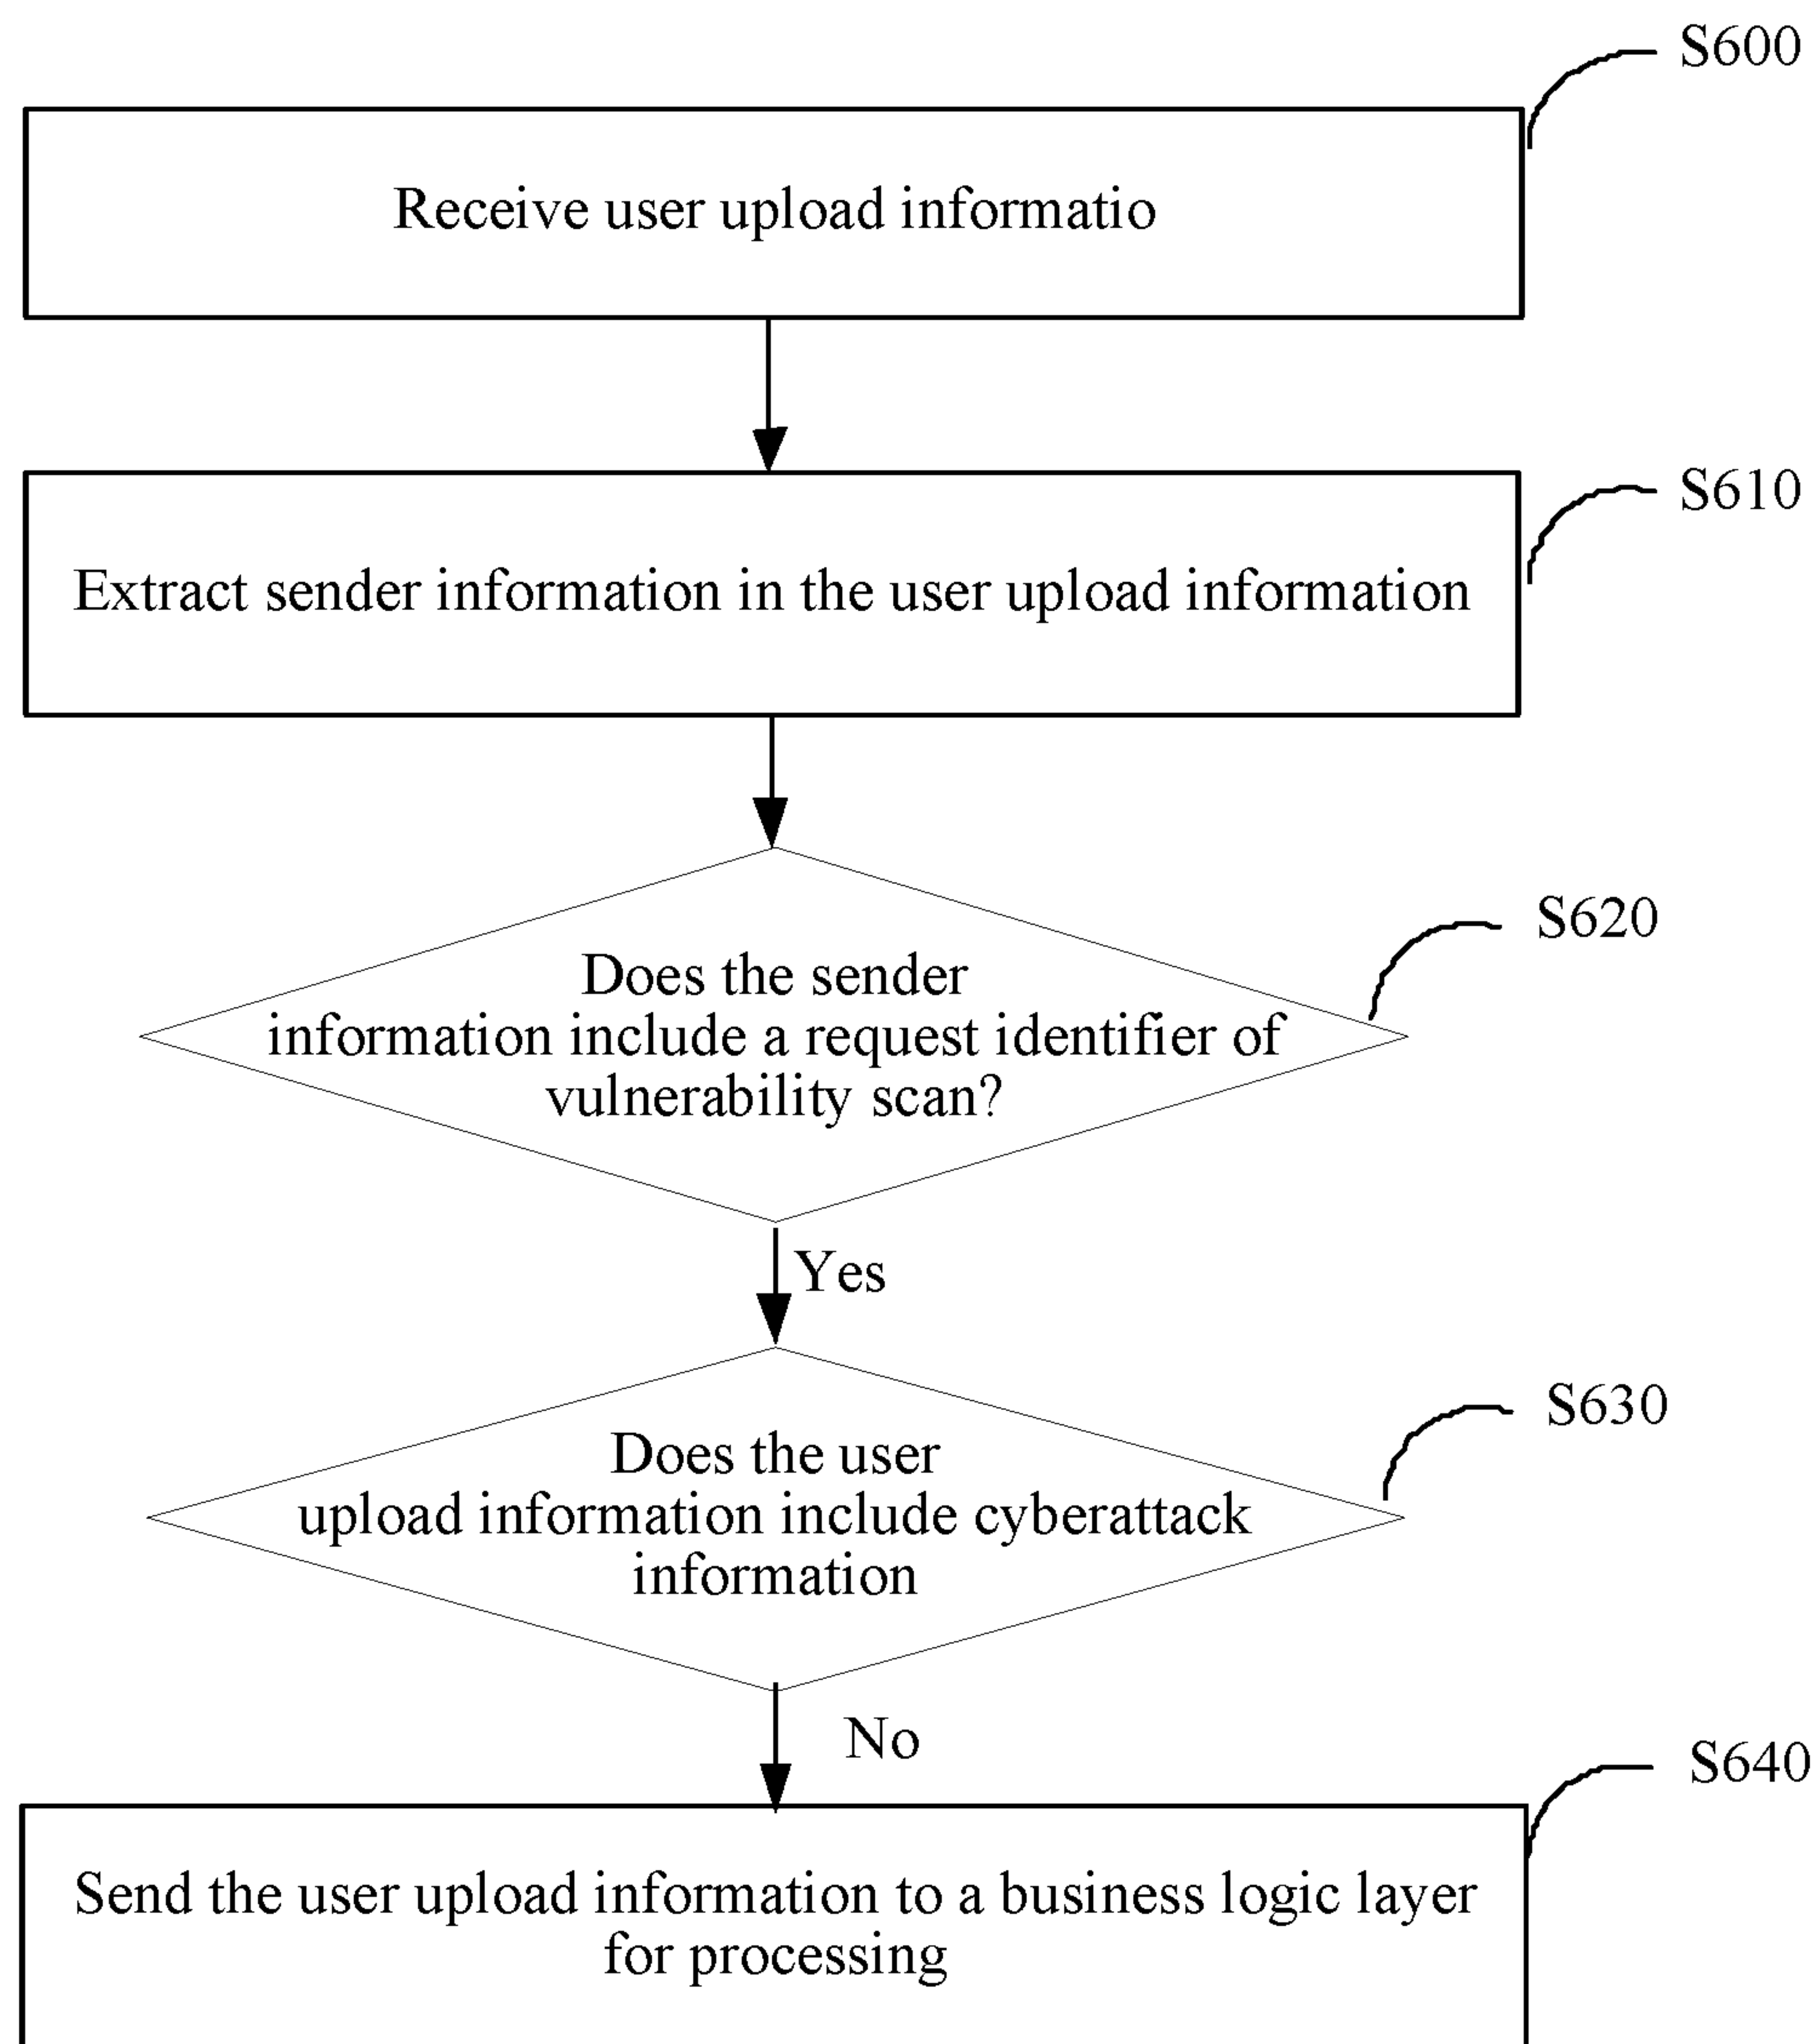 S600
Receive user upload informatio
S610
Extract sender information in the user upload information
S620
Does the sender
information include a request identifier of
vulnerability scan?
Yes
S630
Does the user
upload information include cyberattack
information
No
S640
Send the user upload information to a business logic layer
for processing